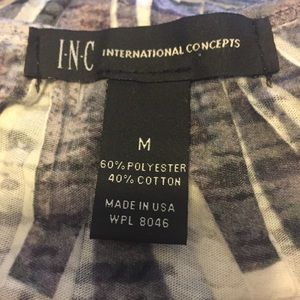 I·N·C INTERNATIONAL CONCEPTS
M
60% POLYESTER
40% COTTON
MADE IN USA
WPL 8046